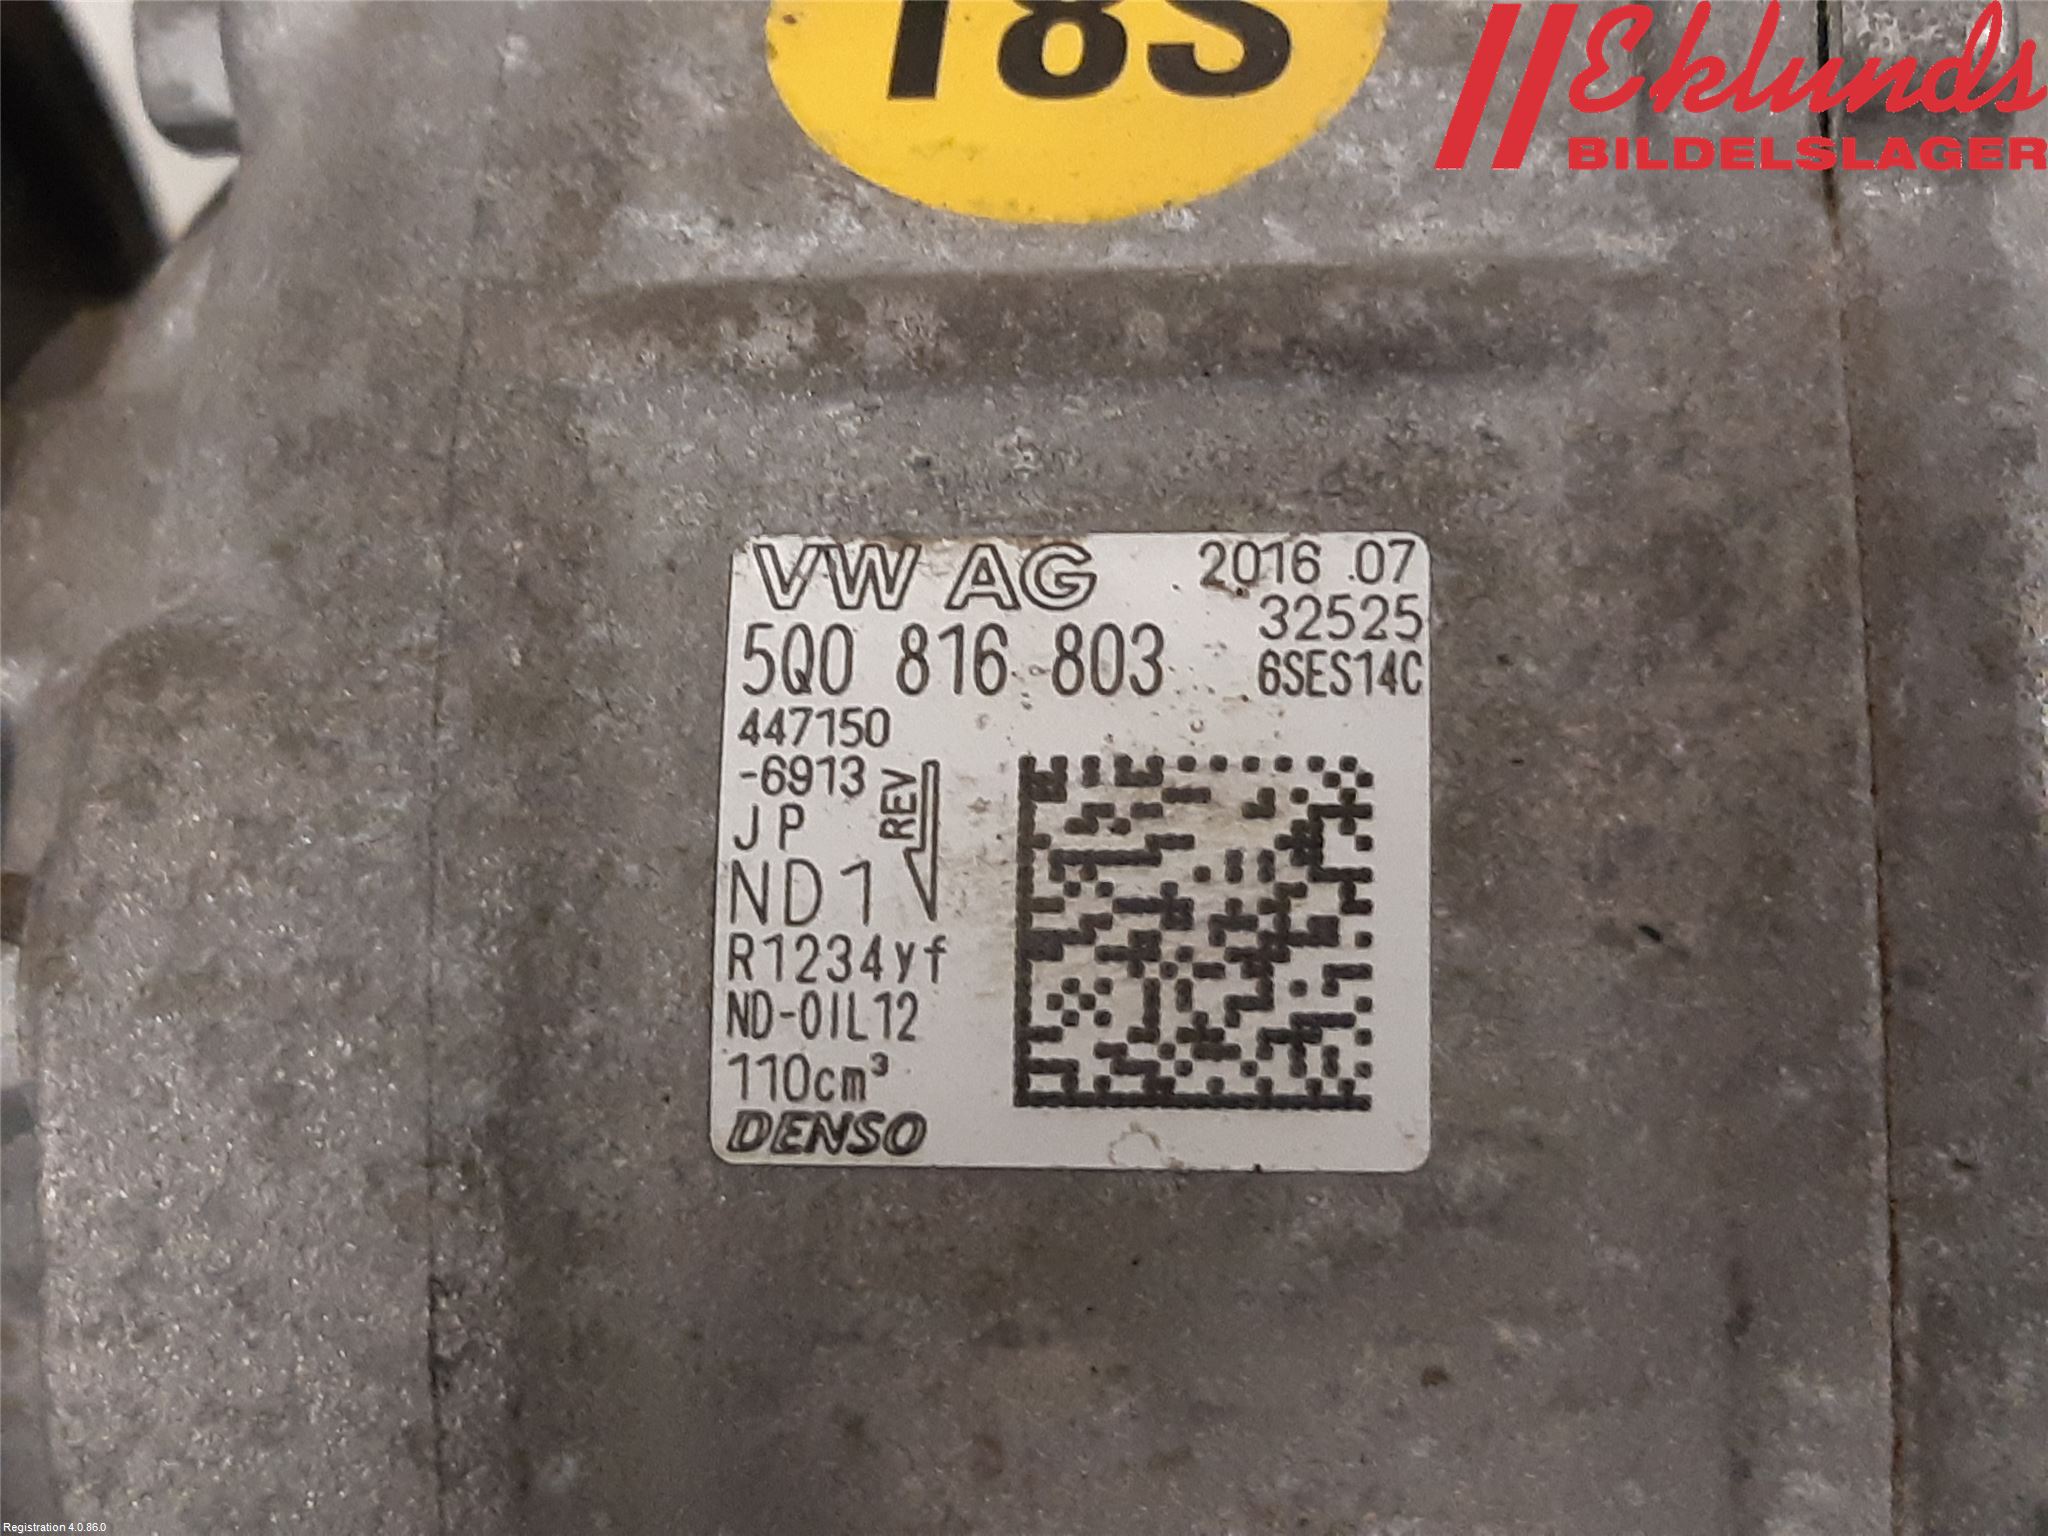 18S
Eklunds
BILDELSLAGER
VW AG 2016.07
32525
5Q0 816 803 6SES14C
447150
-6913
REV
JP
ND1
R1234yf
ND-OIL12
110cm³
DENSO
Registration 4.0.86.0